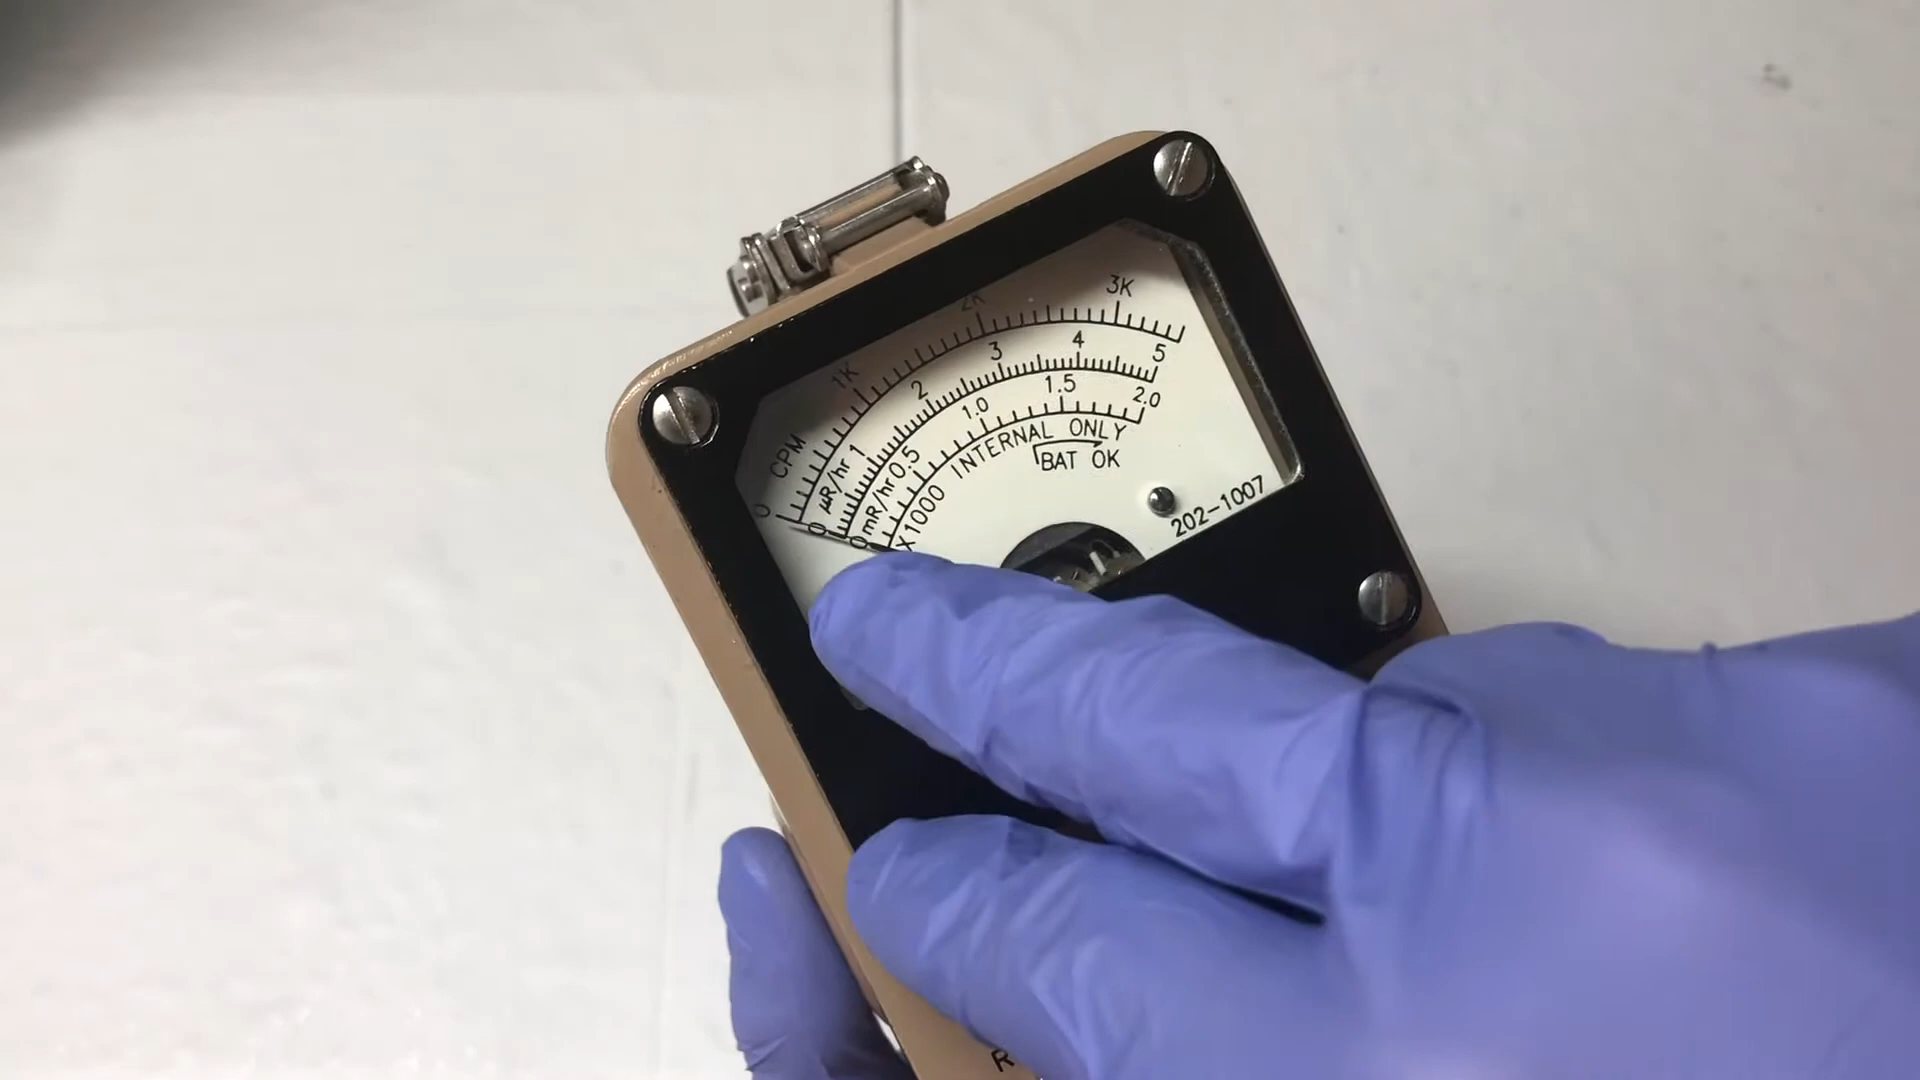 0 1K 2K 3K
CPM
0 1 2 3 4 5
µR/hr
0 0.5 1.0 1.5 2.0
mR/hr
X1000 INTERNAL ONLY
BAT OK
202-1007
R